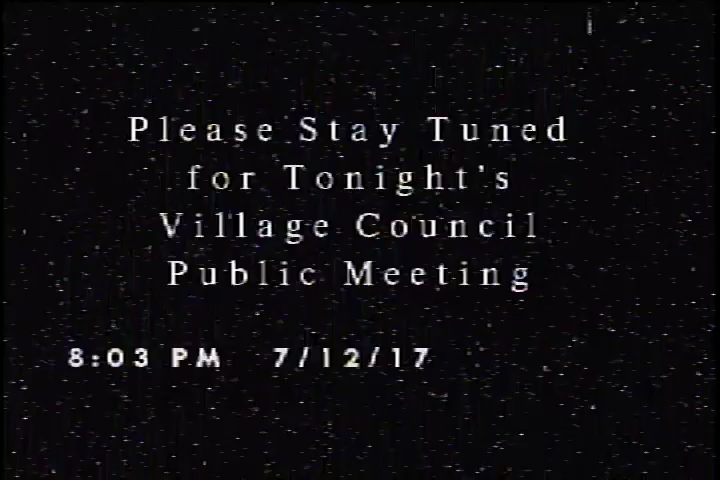 Please Stay Tuned
for Tonight's
Village Council
Public Meeting
8:03 PM 7/12/17